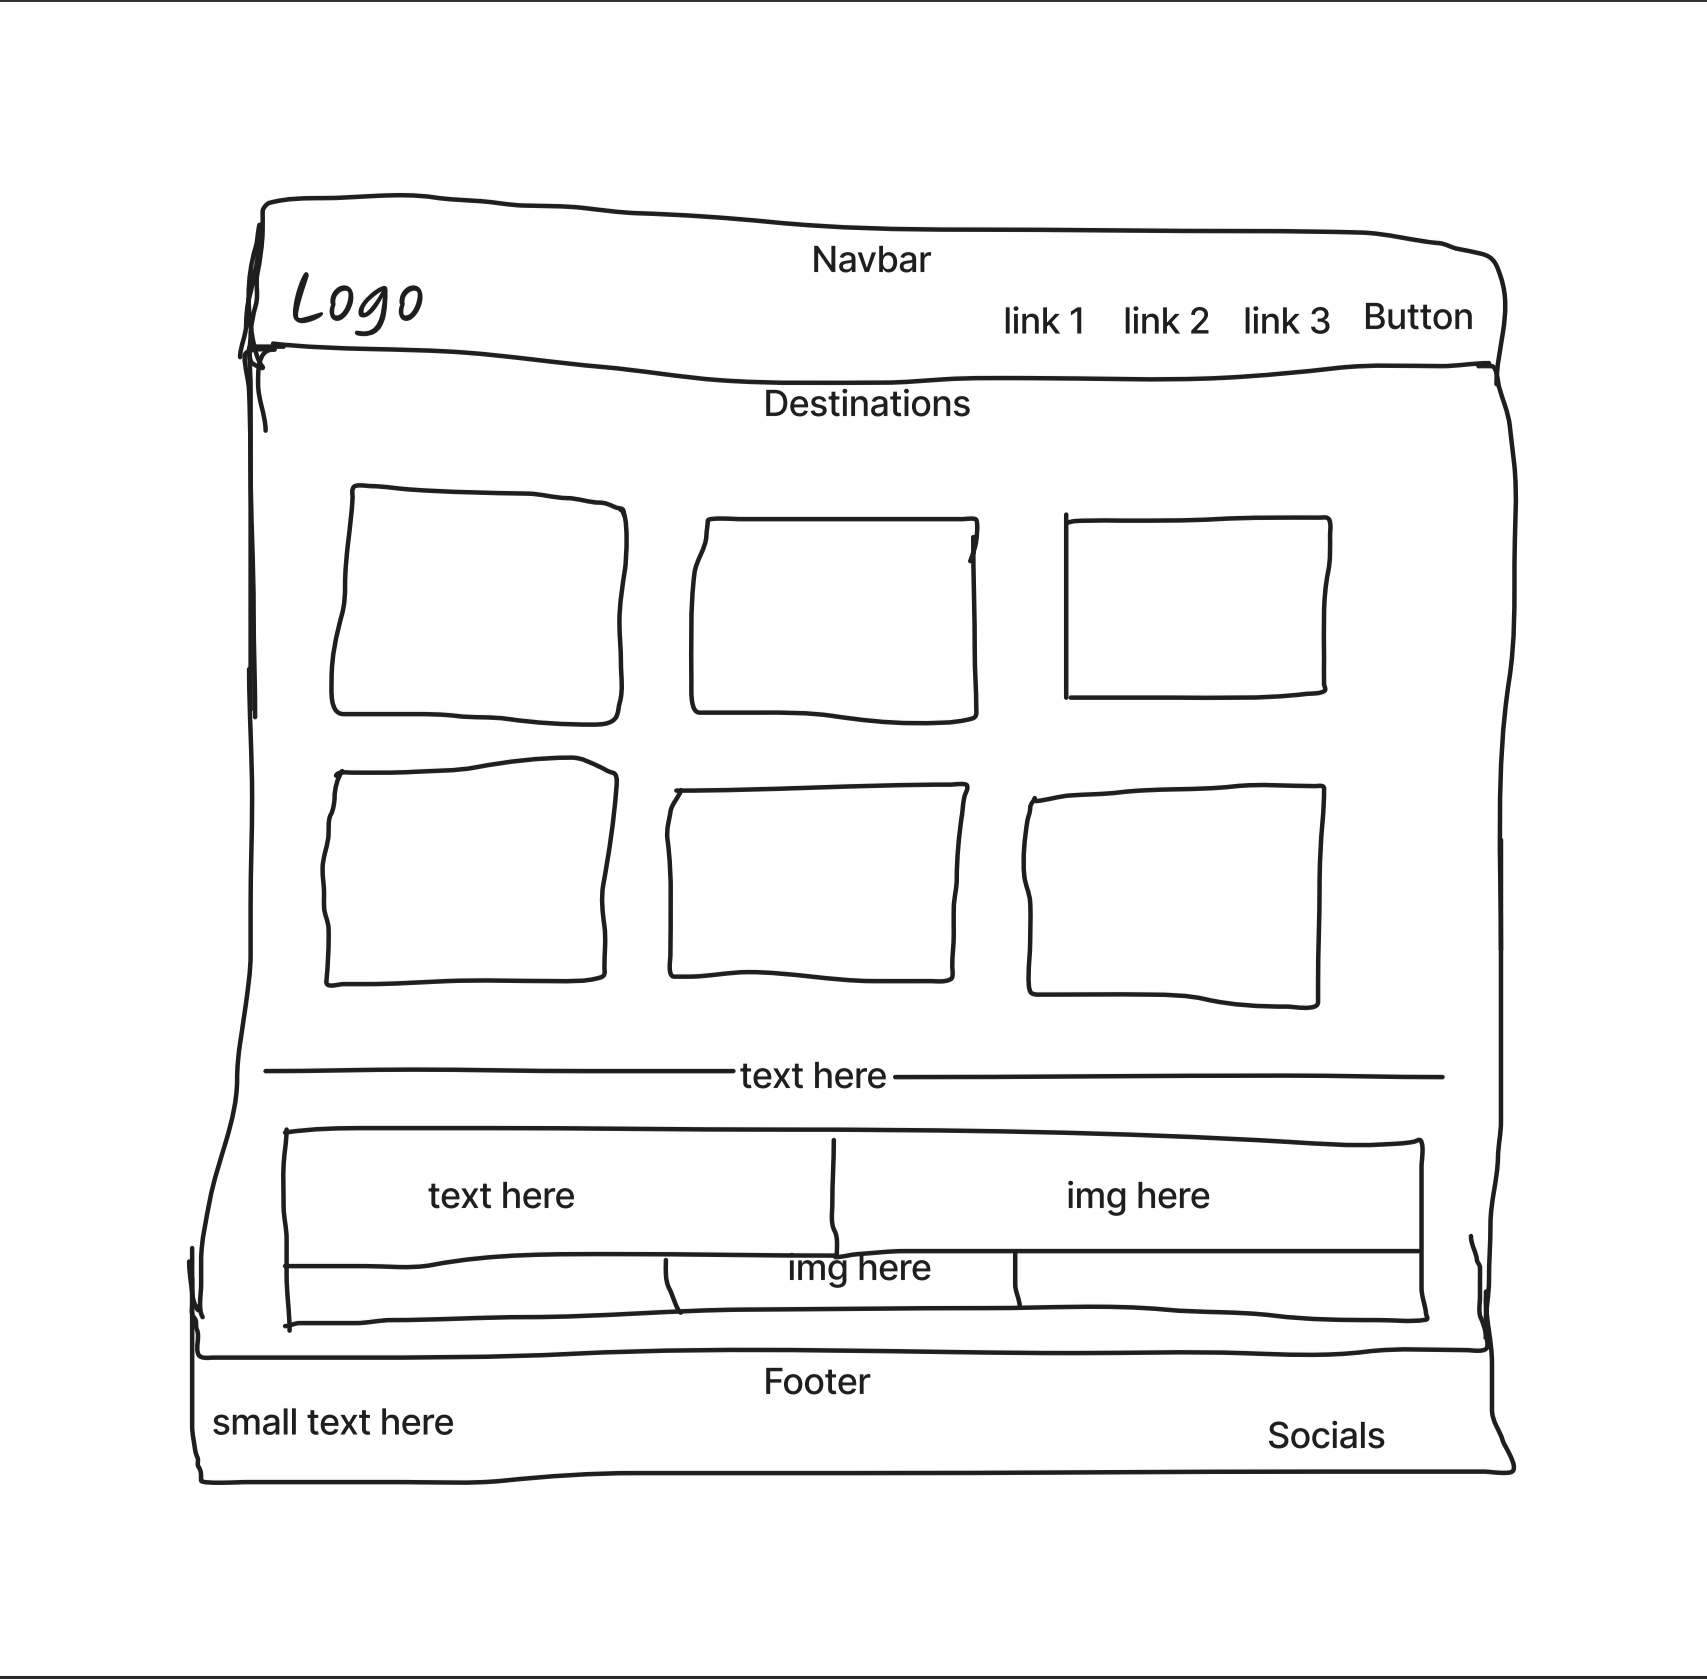 Navbar
Logo
link 1 link 2 link 3 Button
Destinations
text here
text here
img here
img here
Footer
small text here
Socials